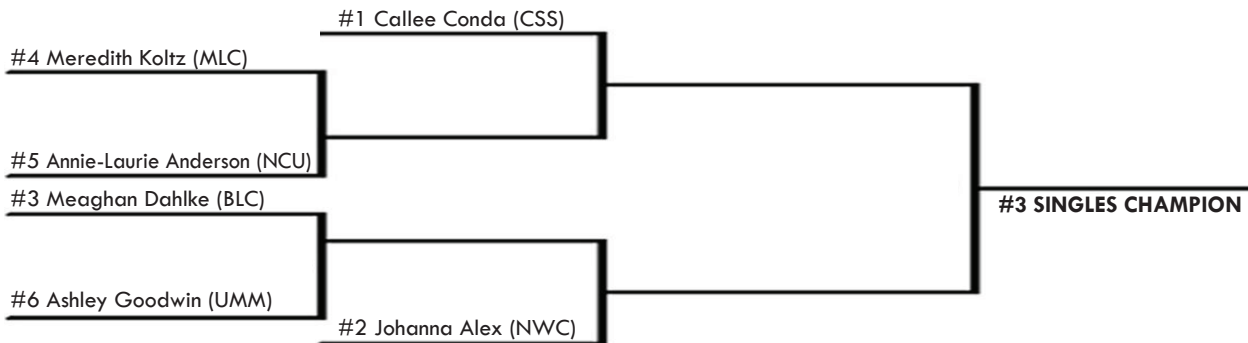 #1 Callee Conda (CSS)
#4 Meredith Koltz (MLC)
#5 Annie-Laurie Anderson (NCU)
#3 Meaghan Dahlke (BLC)
#3 SINGLES CHAMPION
#6 Ashley Goodwin (UMM)
#2 Johanna Alex (NWC)